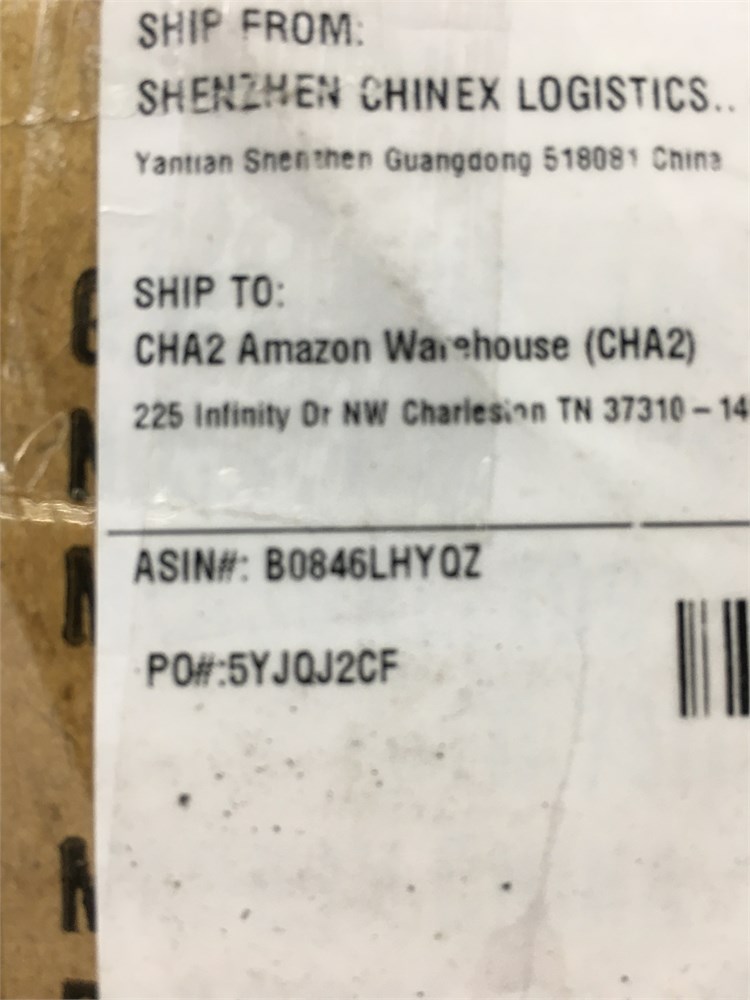 SHIP FROM:
SHENZHEN CHINEX LOGISTICS..
Yantian Shenzhen Guangdong 518081 China
SHIP TO:
CHA2 Amazon Warehouse (CHA2)
225 Infinity Dr NW Charleston TN 37310 – 14
ASIN#: B0846LHYQZ
PO#:5YJQJ2CF